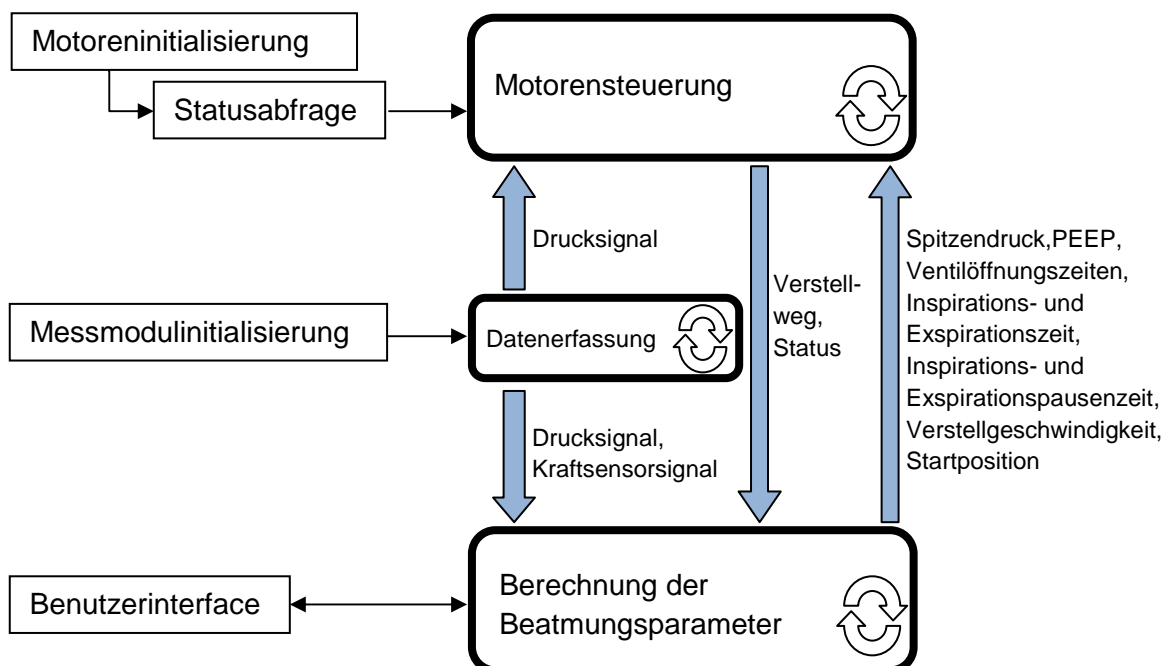 Motoreninitialisierung
Statusabfrage
Motorensteuerung
Drucksignal
Verstell-
weg,
Status
Spitzendruck,PEEP,
Ventilöffnungszeiten,
Inspirations- und
Exspirationszeit,
Inspirations- und
Exspirationspausenzeit,
Verstellgeschwindigkeit,
Startposition
Messmodulinitialisierung
Datenerfassung
Drucksignal,
Kraftsensorsignal
Benutzerinterface
Berechnung der
Beatmungsparameter